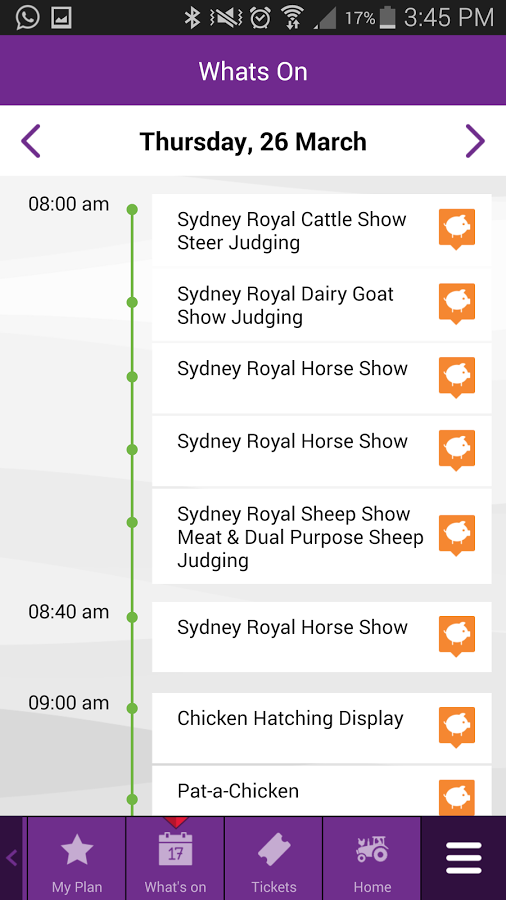 17% 3:45 PM
Whats On
Thursday, 26 March
08:00 am
Sydney Royal Cattle Show
Steer Judging
Sydney Royal Dairy Goat
Show Judging
Sydney Royal Horse Show
Sydney Royal Horse Show
Sydney Royal Sheep Show
Meat & Dual Purpose Sheep
Judging
08:40 am
Sydney Royal Horse Show
09:00 am
Chicken Hatching Display
Pat-a-Chicken
17
My Plan What's on Tickets Home